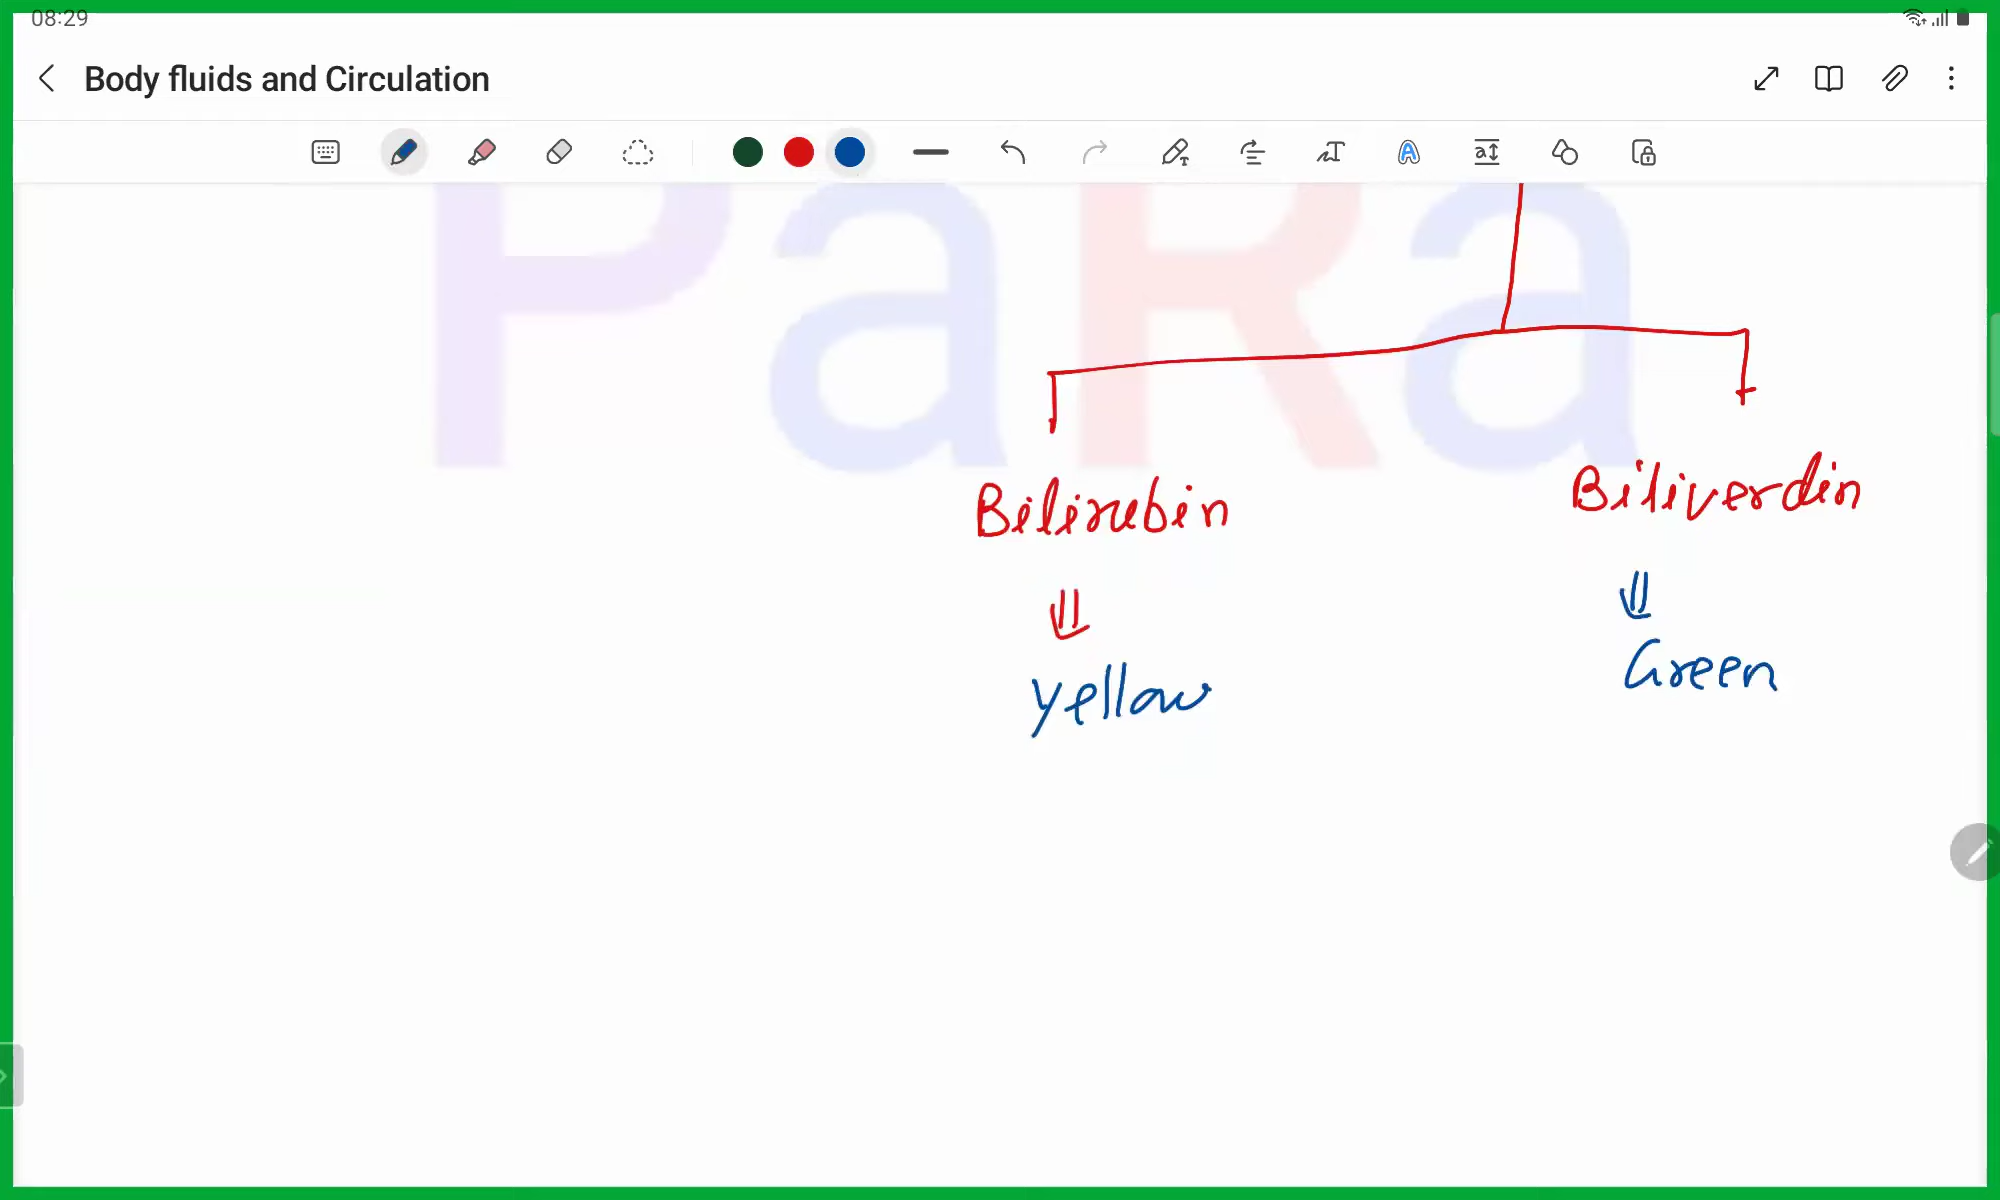 08:29
Body fluids and Circulation
PaRa
Bilirubin
Biliverdin
yellow
Green